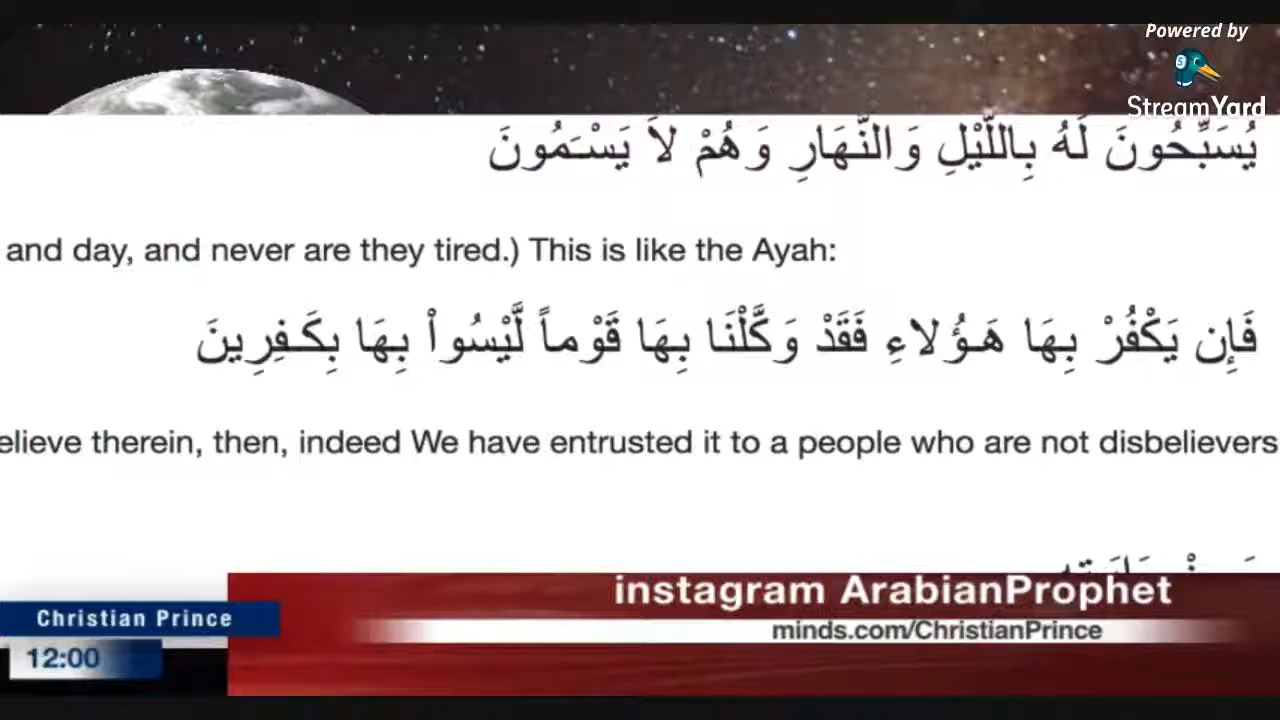 Powered by
StreamYard
يُسَبِّحُونَ لَهُ بِاللَّيْلِ وَالنَّهَارِ وَهُمْ لاَ يَسْـَمُونَ
and day, and never are they tired.) This is like the Ayah:
فَإِن يَكْفُرْ بِهَا هَـؤُلاءِ فَقَدْ وَكَّلْنَا بِهَا قَوْماً لَّيْسُواْ بِهَا بِكَـفِرِينَ
elieve therein, then, indeed We have entrusted it to a people who are not disbelievers
instagram ArabianProphet
Christian Prince
minds.com/ChristianPrince
12:00